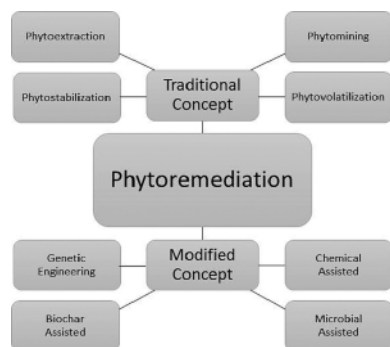 Phytoextraction
Phytomining
Traditional
Concept
Phytostabilization
Phytovolatilization
Phytoremediation
Genetic
Engineering
Modified
Concept
Chemical
Assisted
Biochar
Assisted
Microbial
Assisted